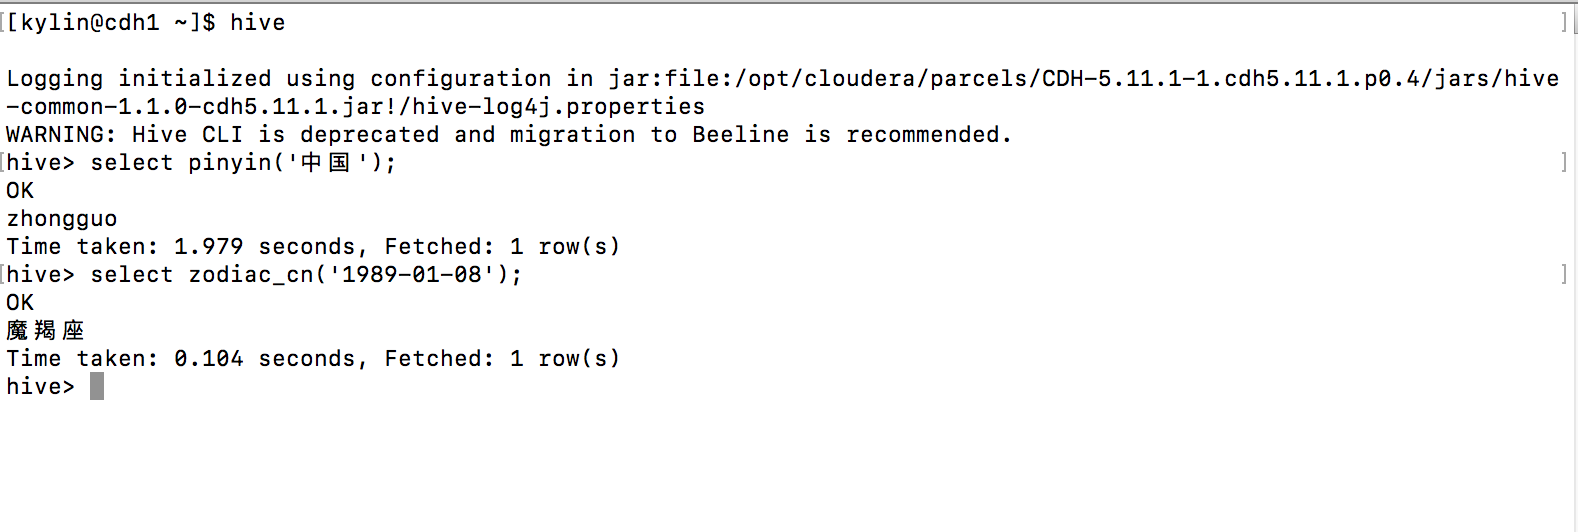 [[kylin@cdh1 ~]$ hive ]
Logging initialized using configuration in jar:file:/opt/cloudera/parcels/CDH-5.11.1-1.cdh5.11.1.p0.4/jars/hive
-common-1.1.0-cdh5.11.1.jar!/hive-log4j.properties
WARNING: Hive CLI is deprecated and migration to Beeline is recommended.
[hive> select pinyin('中国'); ]
OK
zhongguo
Time taken: 1.979 seconds, Fetched: 1 row(s)
[hive> select zodiac_cn('1989-01-08'); ]
OK
魔羯座
Time taken: 0.104 seconds, Fetched: 1 row(s)
hive>